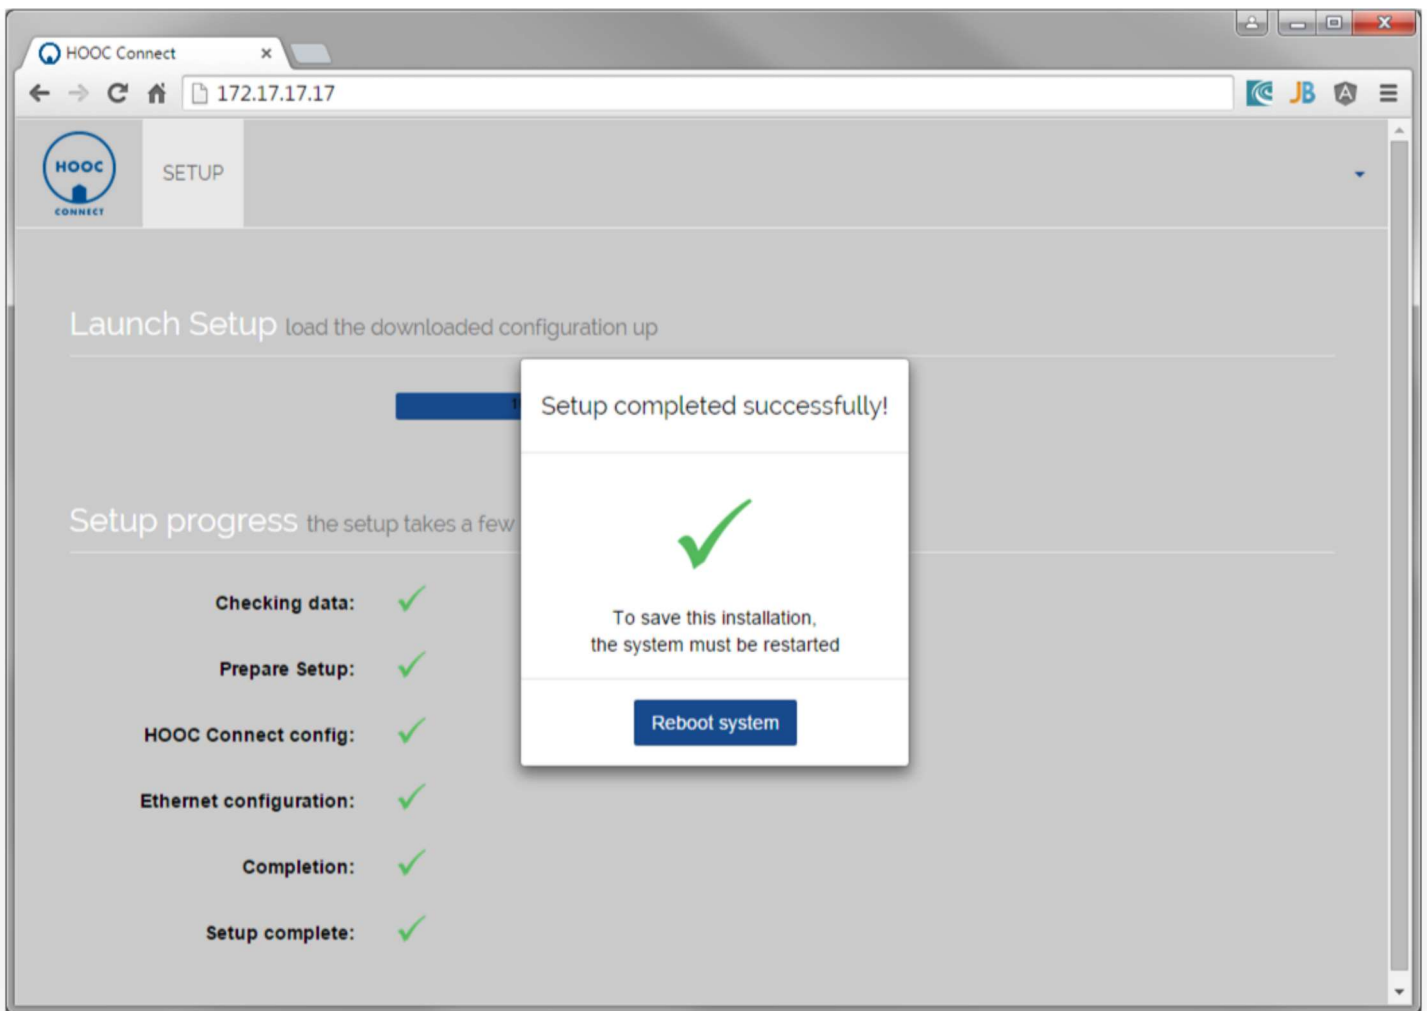 HOOC Connect
172.17.17.17
HOOC
CONNECT
SETUP
Launch Setup load the downloaded configuration up
Setup completed successfully!
Setup progress the setup takes a few
To save this installation,
the system must be restarted
Reboot system
Checking data:
Prepare Setup:
HOOC Connect config:
Ethernet configuration:
Completion:
Setup complete:
JB
A